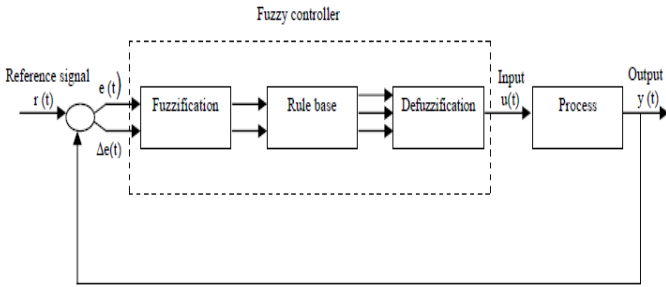 Fuzzy controller
Reference signal
r (t)
e (t)
Δe(t)
Fuzzification
Rule base
Defuzzification
Input
u(t)
Process
Output
y (t)